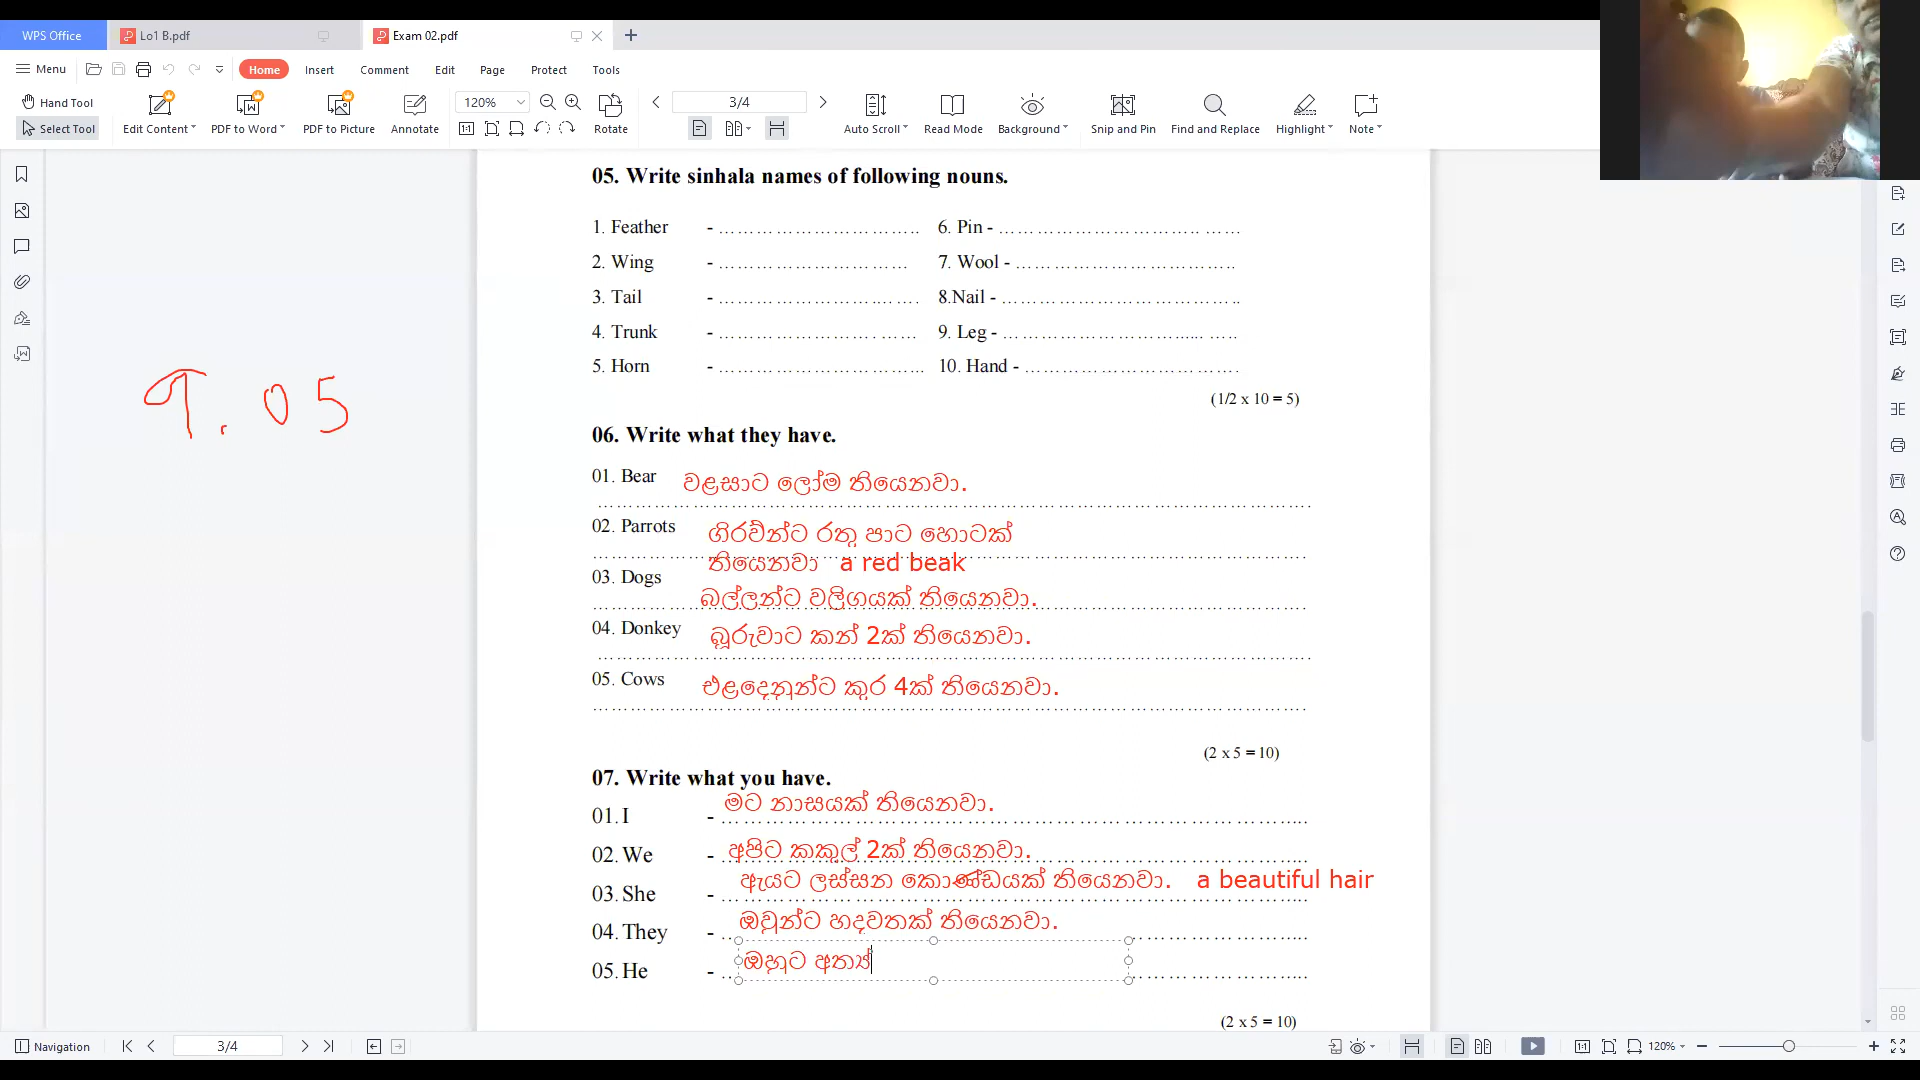 WPS Office Lo1 B.pdf Exam 02.pdf
Menu Home Insert Comment Edit Page Protect Tools
Hand Tool
Select Tool
Edit Content PDF to Word PDF to Picture Annotate 120% Rotate 3/4 Auto Scroll Read Mode Background Snip and Pin Find and Replace Highlight Note
05. Write sinhala names of following nouns.
1. Feather - ………………………….. 6. Pin - ………………………….. ……
2. Wing - ………………………… 7. Wool - ……………………………..
3. Tail - ……………………….…. 8.Nail - ………………………………..
4. Trunk - ……………………. …… 9. Leg - ………………………...... …..
5. Horn - …………………………... 10. Hand - …………………………….
(1/2 x 10 = 5)
9. 05
06. Write what they have.
01. Bear වළසාට ලෝම තියෙනවා.
02. Parrots ගිරව්න්ට රතු පාට හොටක්
තියෙනවා a red beak
03. Dogs
බල්ලන්ට වලිගයක් තියෙනවා.
04. Donkey බූරුවාට කන් 2ක් තියෙනවා.
05. Cows එළදෙනුන්ට කුර 4ක් තියෙනවා.
(2 x 5 = 10)
07. Write what you have.
01. I - මට නාසයක් තියෙනවා.
02. We - අපිට කකුල් 2ක් තියෙනවා.
03. She - ඇයට ලස්සන කොණ්ඩයක් තියෙනවා. a beautiful hair
04. They - ඔවුන්ට හදවතක් තියෙනවා.
05. He - ඔහුට
(2 x 5 = 10)
Navigation 3/4 120%